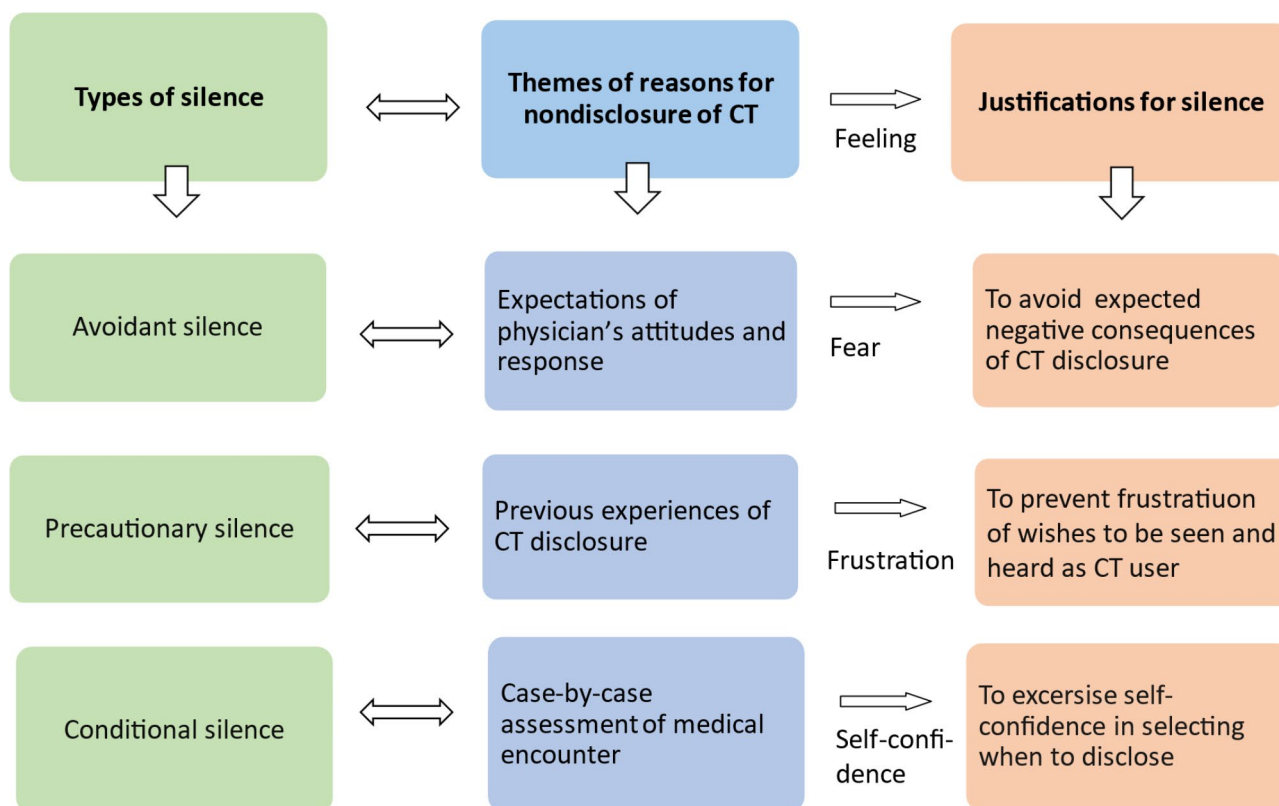 Types of silence
Themes of reasons for
nondisclosure of CT
Feeling
Justifications for silence
Avoidant silence
Expectations of
physician’s attitudes and
response
Fear
To avoid  expected
negative consequences
of CT disclosure
Precautionary silence
Previous experiences of
CT disclosure
Frustration
To prevent frustratiuon
of wishes to be seen and
heard as CT user
Conditional silence
Case-by-case
assessment of medical
encounter
Self-confi-
dence
To excersise self-
confidence in selecting
when to disclose